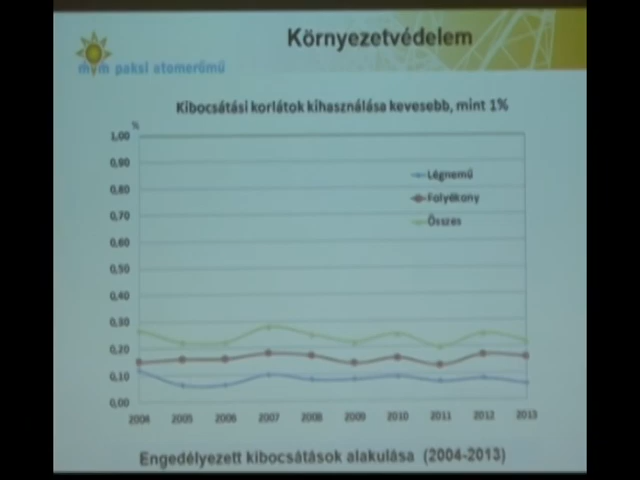 Környezetvédelem
mvm paksi atomerőmű
Kibocsátási korlátok kihasználása kevesebb, mint 1%
%
1,00
0,90
0,80
0,70
0,60
0,50
0,40
0,30
0,20
0,10
0,00
Légnemű
Folyékony
Összes
2004 2005 2006 2007 2008 2009 2010 2011 2012 2013
Engedélyezett kibocsátások alakulása (2004-2013)